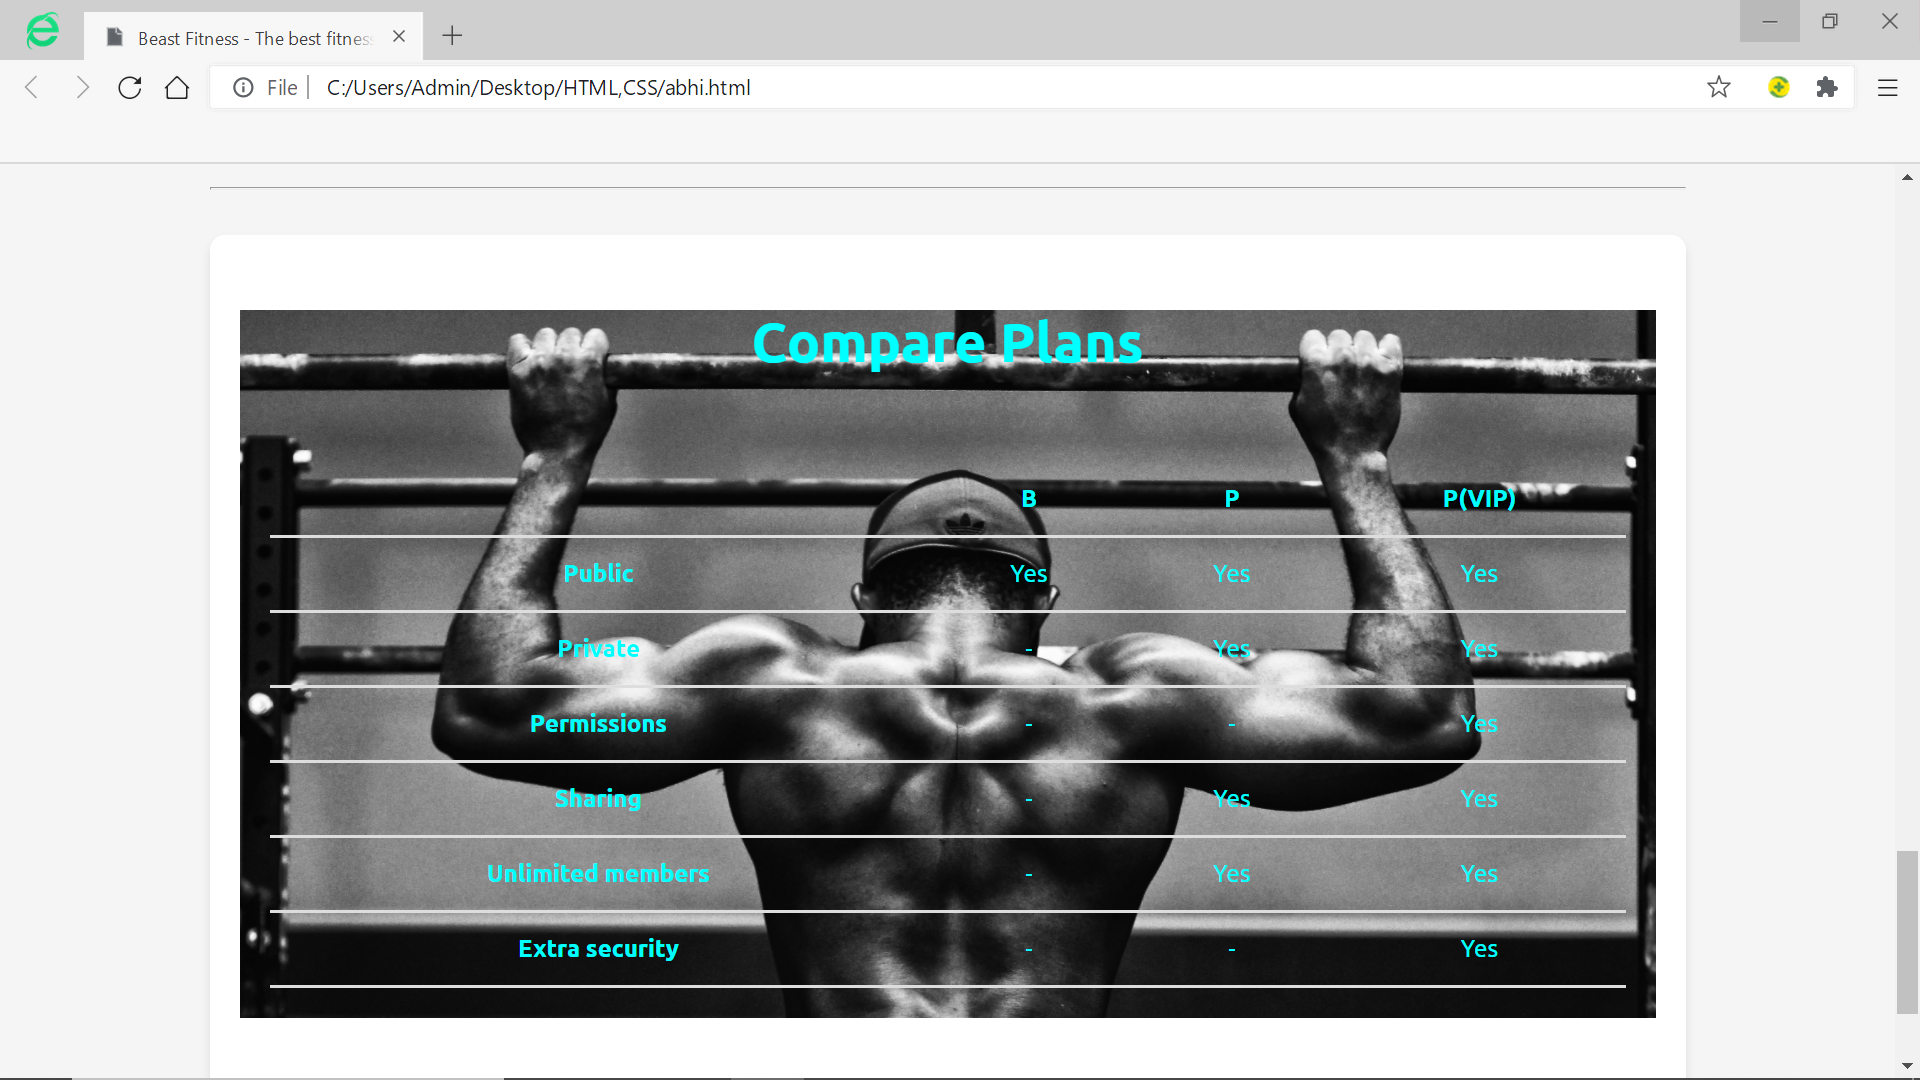 Beast Fitness - The best fitnes
File
C:/Users/Admin/Desktop/HTML,CSS/abhi.html
Compare Plans
B P P(VIP)
Public Yes Yes Yes
Private - Yes Yes
Permissions - - Yes
Sharing - Yes Yes
Unlimited members - Yes Yes
Extra security - - Yes